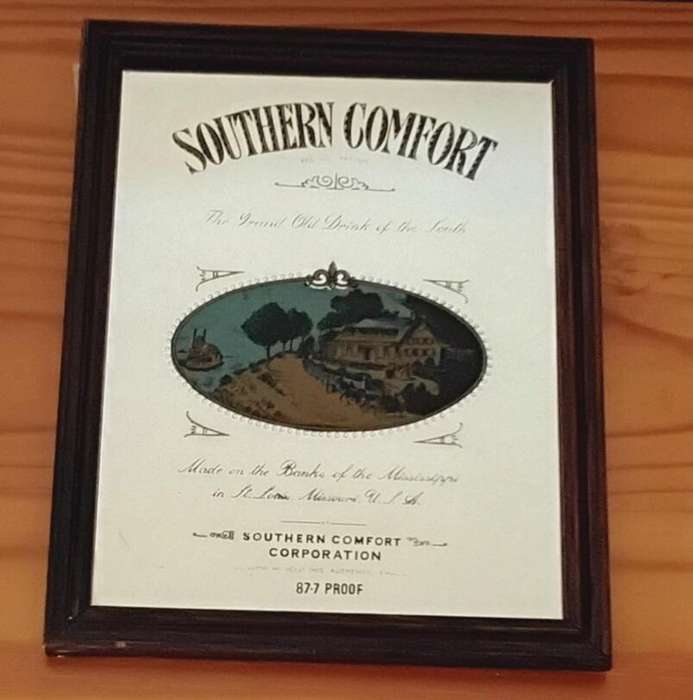 SOUTHERN COMFORT
The Grand Old Drink of the South
Made on the Banks of the Mississippi
in St. Louis Missouri, U. S. A.
SOUTHERN COMFORT
CORPORATION
87·7 PROOF